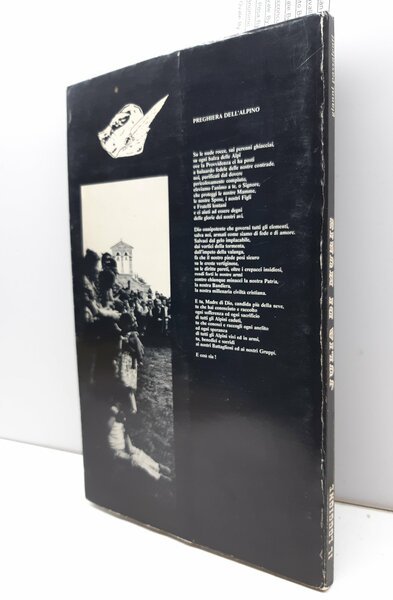 PREGHIERA DELL'ALPINO
Su le nude rocce, sui perenni ghiacciai,
su ogni balza delle Alpi
ove la Provvidenza ci ha posti
a baluardo fedele delle nostre contrade,
noi, purificati dal dovere
pericolosamente compiuto,
eleviamo l'animo a te, o Signore,
che proteggi le nostre Mamme,
le nostre Spose, i nostri Figli
e Fratelli lontani
e ci aiuti ad essere degni
delle glorie dei nostri avi.
Dio onnipotente che governi tutti gli elementi,
salva noi, armati come siamo di fede e di amore.
Salvaci dal gelo implacabile,
dai vortici della tormenta,
dall'impeto della valanga,
fa che il nostro piede posi sicuro
su le creste vertiginose,
su le diritte pareti, oltre i crepacci insidiosi,
rendi forti le nostre armi
contro chiunque minacci la nostra Patria,
la nostra Bandiera,
la nostra millenaria civiltà cristiana.
E tu, Madre di Dio, candida più della neve,
tu che hai conosciuto e raccolto
ogni sofferenza ed ogni sacrificio
di tutti gli Alpini caduti,
tu che conosci e raccogli ogni anelito
ed ogni speranza
di tutti gli Alpini vivi ed in armi,
tu, benedici e sorridi
ai nostri Battaglioni ed ai nostri Gruppi.
E così sia !